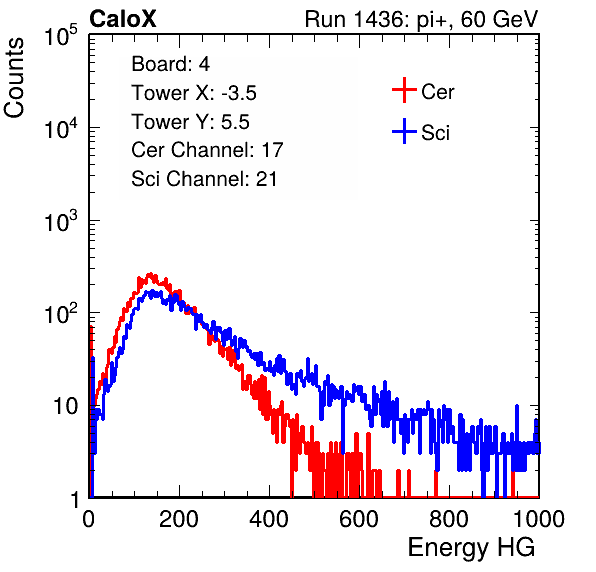 CaloX Run 1436: pi+, 60 GeV
Counts
Board: 4
Tower X: -3.5
Tower Y: 5.5
Cer Channel: 17
Sci Channel: 21
Cer
Sci
10^5
10^4
10^3
10^2
10
1
0 200 400 600 800 1000
Energy HG